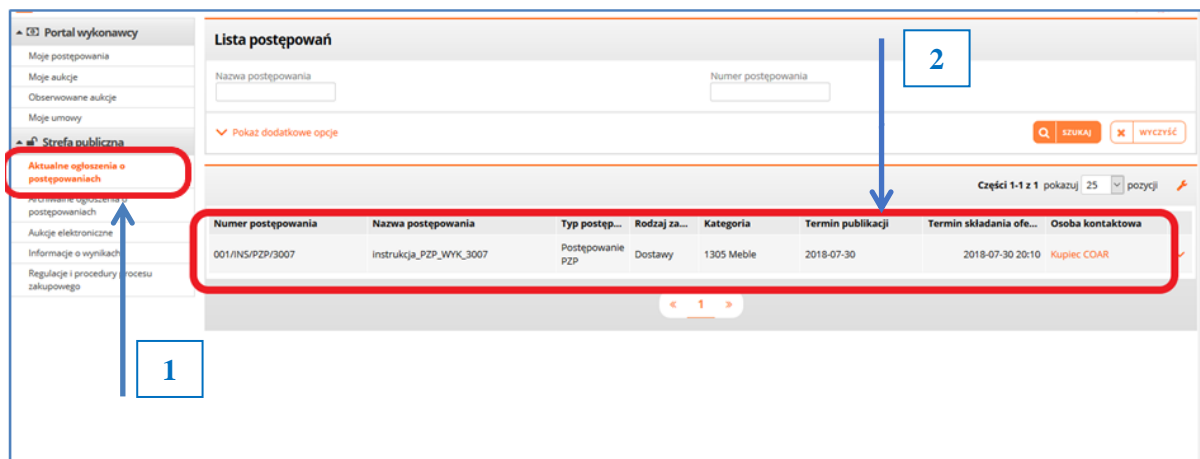 Portal wykonawcy
Moje postępowania
Moje aukcje
Obserwowane aukcje
Moje umowy
Strefa publiczna
Aktualne ogłoszenia o
postępowaniach
Archiwalne ogłoszenia o
postępowaniach
Aukcje elektroniczne
Informacje o wynikach
Regulacje i procedury procesu
zakupowego
1
Lista postępowań
2
Nazwa postępowania
Numer postępowania
Pokaż dodatkowe opcje
SZUKAJ
WYCZYŚĆ
Części 1-1 z 1 pokazuj 25 pozycji
Numer postępowania Nazwa postępowania Typ postęp... Rodzaj za... Kategoria Termin publikacji Termin składania ofe... Osoba kontaktowa
001/INS/PZP/3007 instrukcja_PZP_WYK_3007 Postępowanie PZP Dostawy 1305 Meble 2018-07-30 2018-07-30 20:10 Kupiec COAR
« 1 »